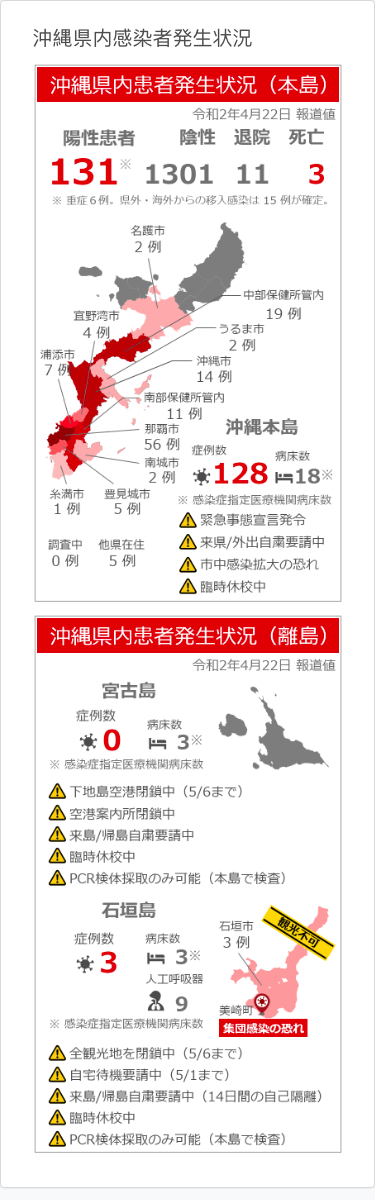 沖縄県内感染者発生状況
沖縄県内患者発生状況（本島）
令和2年4月22日 報道値
陽性患者 陰性 退院 死亡
131※ 1301 11 3
※ 重症６例。県外・海外からの移入感染は 15 例が確定。
名護市
2 例
中部保健所管内
19 例
宜野湾市
4 例
うるま市
2 例
浦添市
7 例
沖縄市
14 例
南部保健所管内
11 例
那覇市
56 例
南城市
2 例
糸満市
1 例
豊見城市
5 例
調査中
0 例
他県在住
5 例
沖縄本島
症例数 病床数
128 18※
※ 感染症指定医療機関病床数
緊急事態宣言発令
来県/外出自粛要請中
市中感染拡大の恐れ
臨時休校中
沖縄県内患者発生状況（離島）
令和2年4月22日 報道値
宮古島
症例数 病床数
0 3※
※ 感染症指定医療機関病床数
下地島空港閉鎖中（5/6まで）
空港案内所閉鎖中
来島/帰島自粛要請中
臨時休校中
PCR検体採取のみ可能（本島で検査）
石垣島
症例数 病床数
3 3※
人工呼吸器
9
※ 感染症指定医療機関病床数
石垣市
3 例
観光不可
美崎町
集団感染の恐れ
全観光地を閉鎖中（5/6まで）
自宅待機要請中（5/1まで）
来島/帰島自粛要請中（14日間の自己隔離）
臨時休校中
PCR検体採取のみ可能（本島で検査）